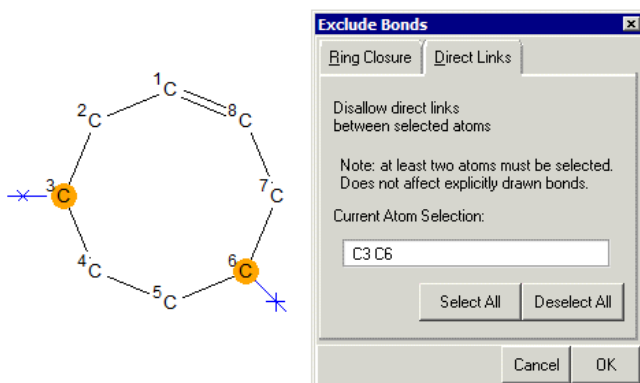 1
C
8
C
2
C
3
C
7
C
4
C
5
C
6
C
Exclude Bonds
Ring Closure
Direct Links
Disallow direct links
between selected atoms
Note: at least two atoms must be selected.
Does not affect explicitly drawn bonds.
Current Atom Selection:
C3 C6
Select All
Deselect All
Cancel
OK